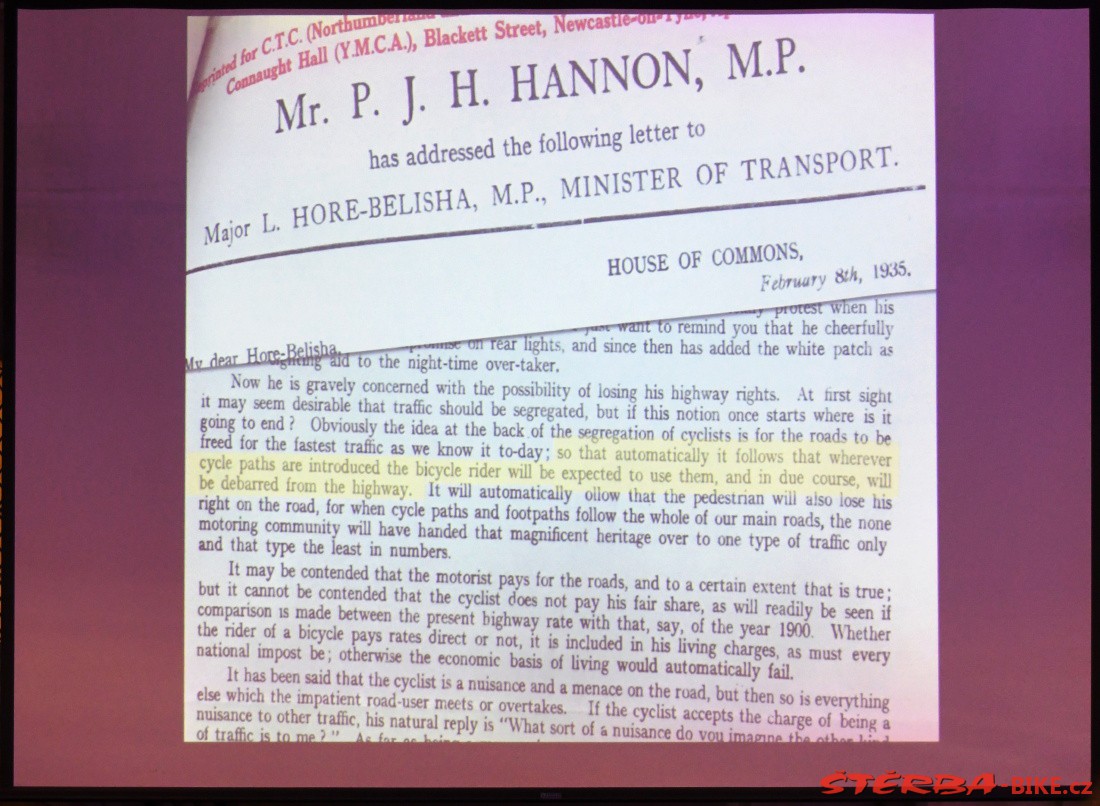 printed for C.T.C. (Northumberland
Connaught Hall (Y.M.C.A.), Blackett Street, Newcastle-on-Tyne,
Mr. P. J. H. HANNON, M.P.
has addressed the following letter to
Major L. HORE-BELISHA, M.P., MINISTER OF TRANSPORT.
HOUSE OF COMMONS,
February 8th, 1935.
My dear Hore-Belisha,
protest when his
just want to remind you that he cheerfully
on rear lights, and since then has added the white patch as
aid to the night-time over-taker.
Now he is gravely concerned with the possibility of losing his highway rights. At first sight
it may seem desirable that traffic should be segregated, but if this notion once starts where is it
going to end? Obviously the idea at the back of the segregation of cyclists is for the roads to be
freed for the fastest traffic as we know it to-day; so that automatically it follows that wherever
cycle paths are introduced the bicycle rider will be expected to use them, and in due course, will
be debarred from the highway. It will automatically ollow that the pedestrian will also lose his
right on the road, for when cycle paths and footpaths follow the whole of our main roads, the none
motoring community will have handed that magnificent heritage over to one type of traffic only
and that type the least in numbers.
It may be contended that the motorist pays for the roads, and to a certain extent that is true;
but it cannot be contended that the cyclist does not pay his fair share, as will readily be seen if
comparison is made between the present highway rate with that, say, of the year 1900. Whether
the rider of a bicycle pays rates direct or not, it is included in his living charges, as must every
national impost be; otherwise the economic basis of living would automatically fail.
It has been said that the cyclist is a nuisance and a menace on the road, but then so is everything
else which the impatient road-user meets or overtakes. If the cyclist accepts the charge of being a
nuisance to other traffic, his natural reply is "What sort of a nuisance do you imagine the other kind
of traffic is to me?" As far as being
ŠTĚRBA-BIKE.cz